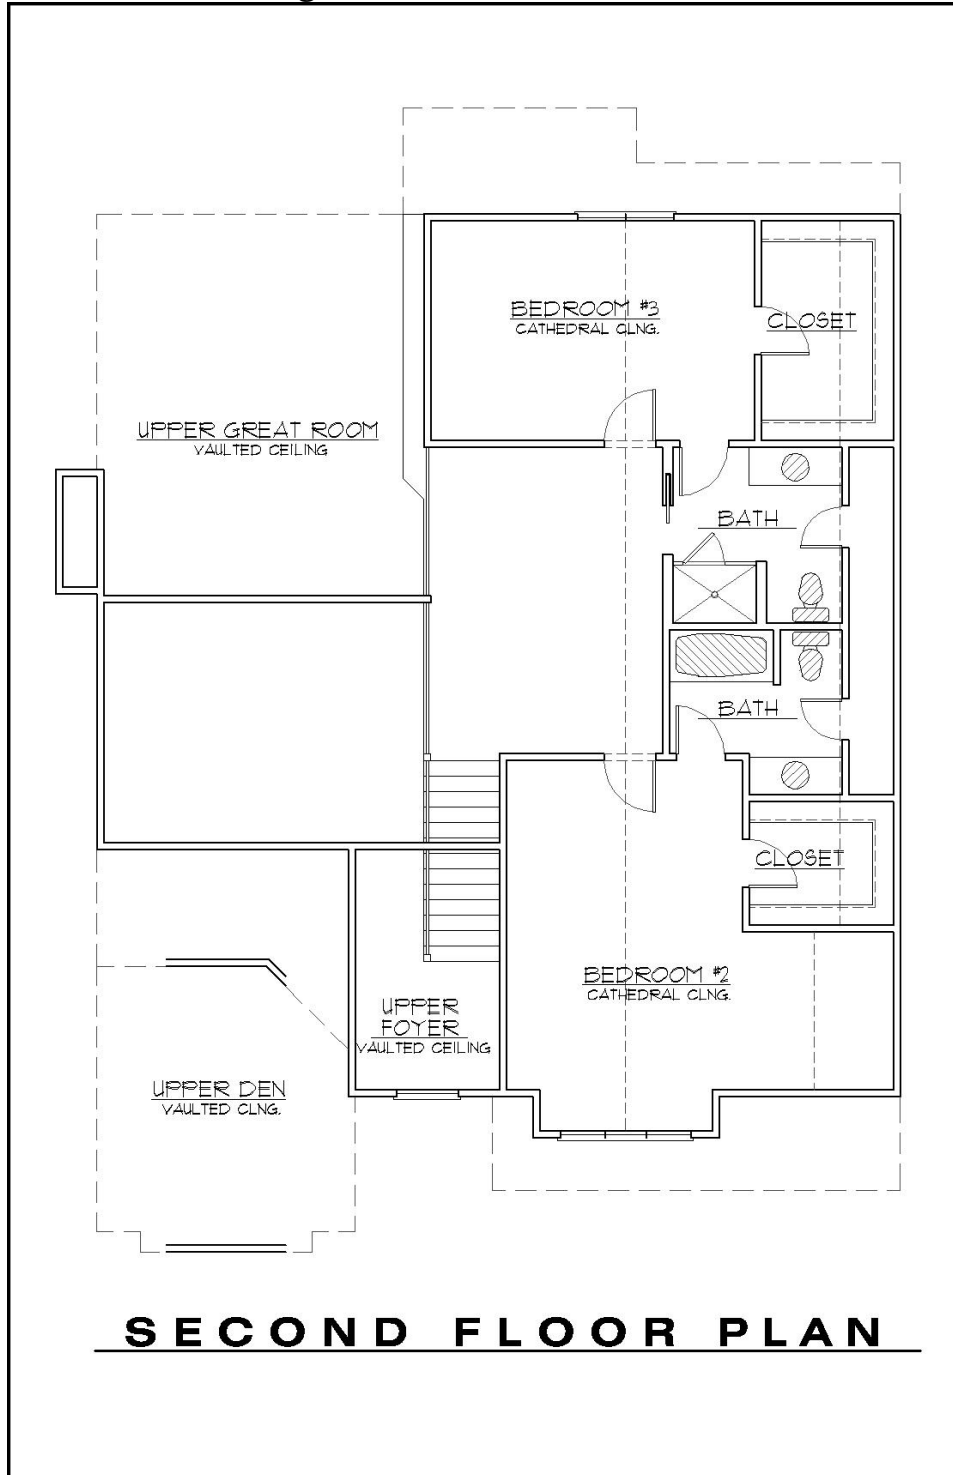 BEDROOM #3
CATHEDRAL CLNG.
CLOSET
UPPER GREAT ROOM
VAULTED CEILING
BATH
BATH
CLOSET
BEDROOM #2
CATHEDRAL CLNG.
UPPER
FOYER
VAULTED CEILING
UPPER DEN
VAULTED CLNG.
SECOND FLOOR PLAN